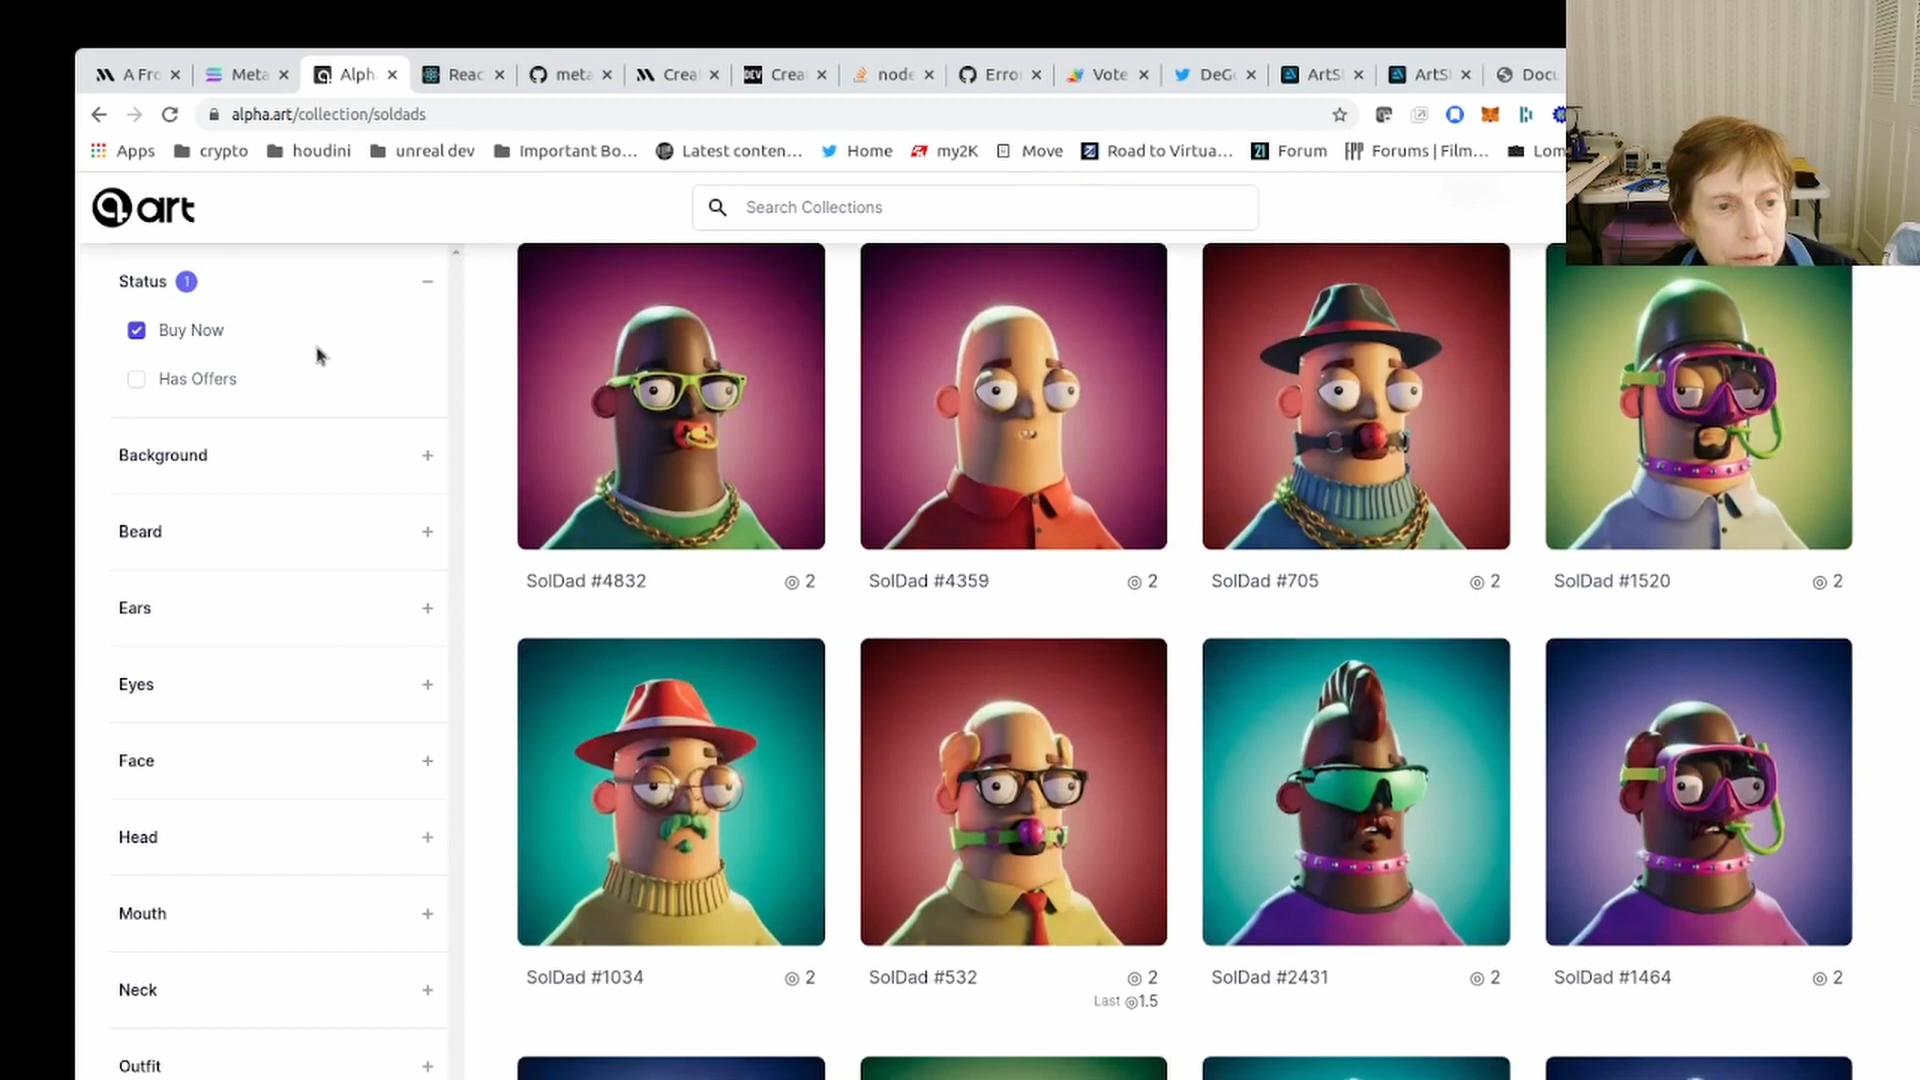 A Fro
Meta
Alph
Reac
meta
Crea
DEV
Crea
node
Erro
Vote
DeG
ArtS
ArtS
Docu
alpha.art/collection/soldads
Apps
crypto
houdini
unreal dev
Important Bo...
Latest conten...
Home
my2K
Move
Road to Virtua...
21
Forum
Forums | Film...
Lom
art
Search Collections
Status 1
Buy Now
Has Offers
Background
Beard
Ears
Eyes
Face
Head
Mouth
Neck
Outfit
SolDad #4832 2
SolDad #4359 2
SolDad #705 2
SolDad #1520 2
SolDad #1034 2
SolDad #532 2
Last 1.5
SolDad #2431 2
SolDad #1464 2